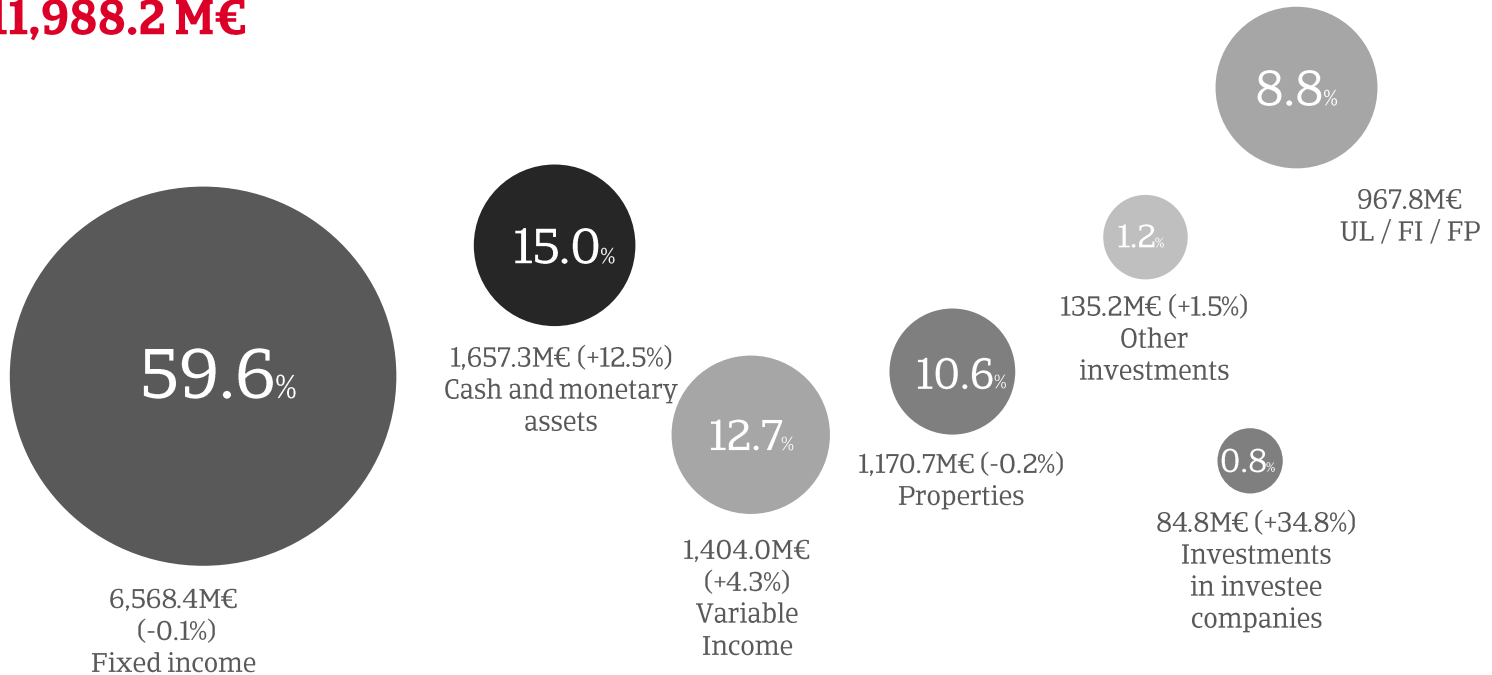 11,988.2 M€
8.8%
967.8M€
UL / FI / FP
59.6%
6,568.4M€
(-0.1%)
Fixed income
15.0%
1,657.3M€ (+12.5%)
Cash and monetary
assets
12.7%
1,404.0M€
(+4.3%)
Variable
Income
10.6%
1,170.7M€ (-0.2%)
Properties
1.2%
135.2M€ (+1.5%)
Other
investments
0.8%
84.8M€ (+34.8%)
Investments
in investee
companies